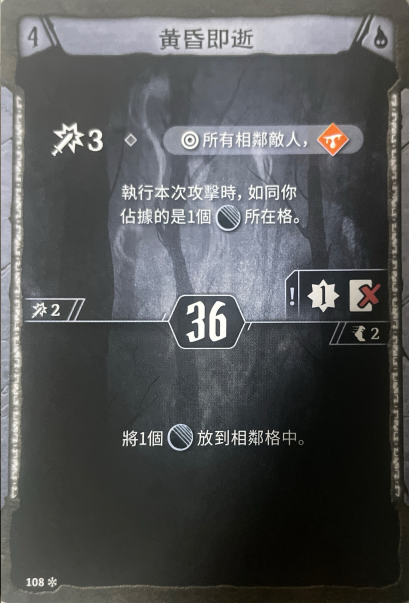 4 黃昏即逝
3 所有相鄰敵人，
執行本次攻擊時，如同你
佔據的是1個 所在格。
! 1
2 36
2
將1個 放到相鄰格中。
108